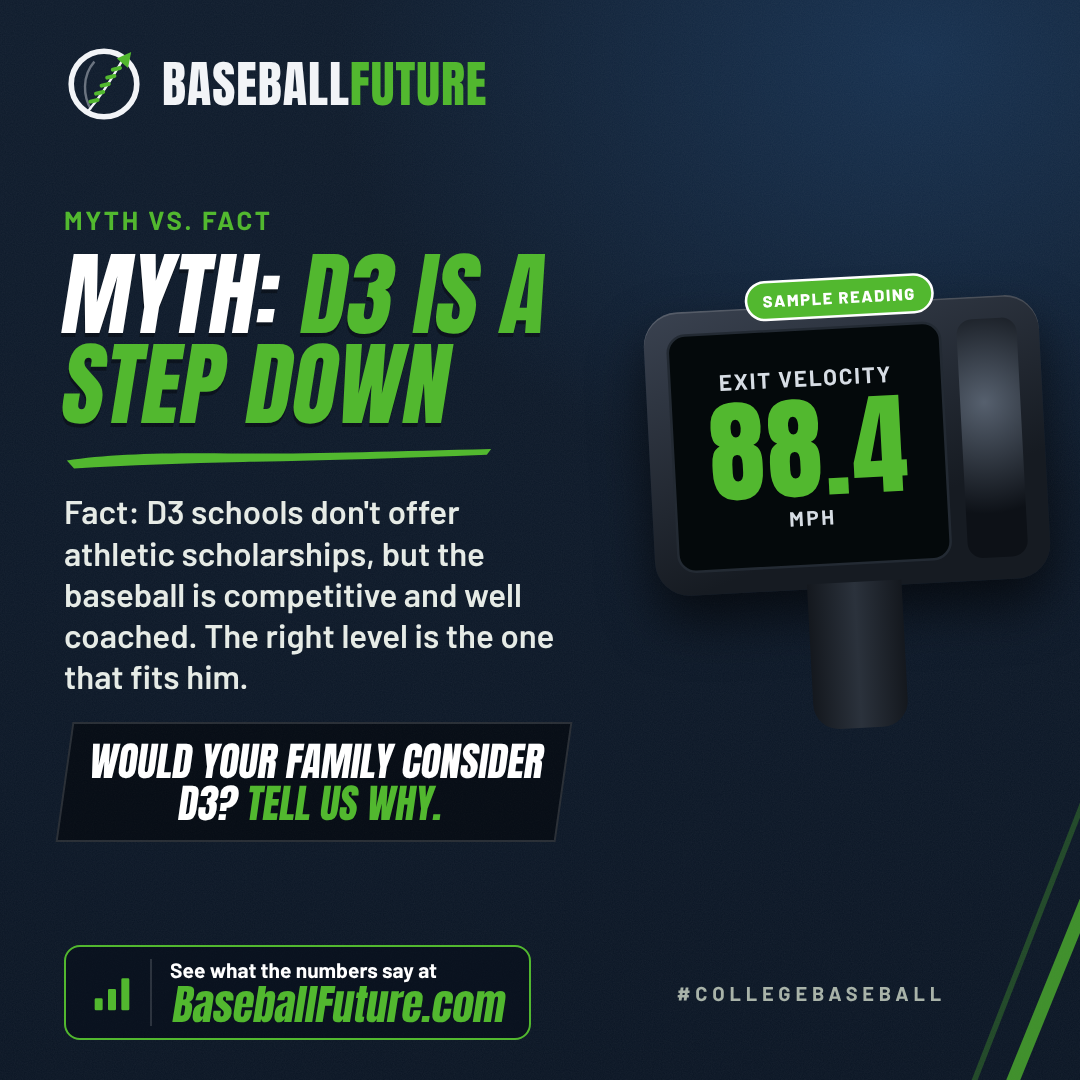 BASEBALLFUTURE
MYTH VS. FACT
MYTH: D3 IS A
STEP DOWN
Fact: D3 schools don't offer
athletic scholarships, but the
baseball is competitive and well
coached. The right level is the one
that fits him.
WOULD YOUR FAMILY CONSIDER
D3? TELL US WHY.
SAMPLE READING
EXIT VELOCITY
88.4
MPH
See what the numbers say at
BaseballFuture.com
#COLLEGEBASEBALL